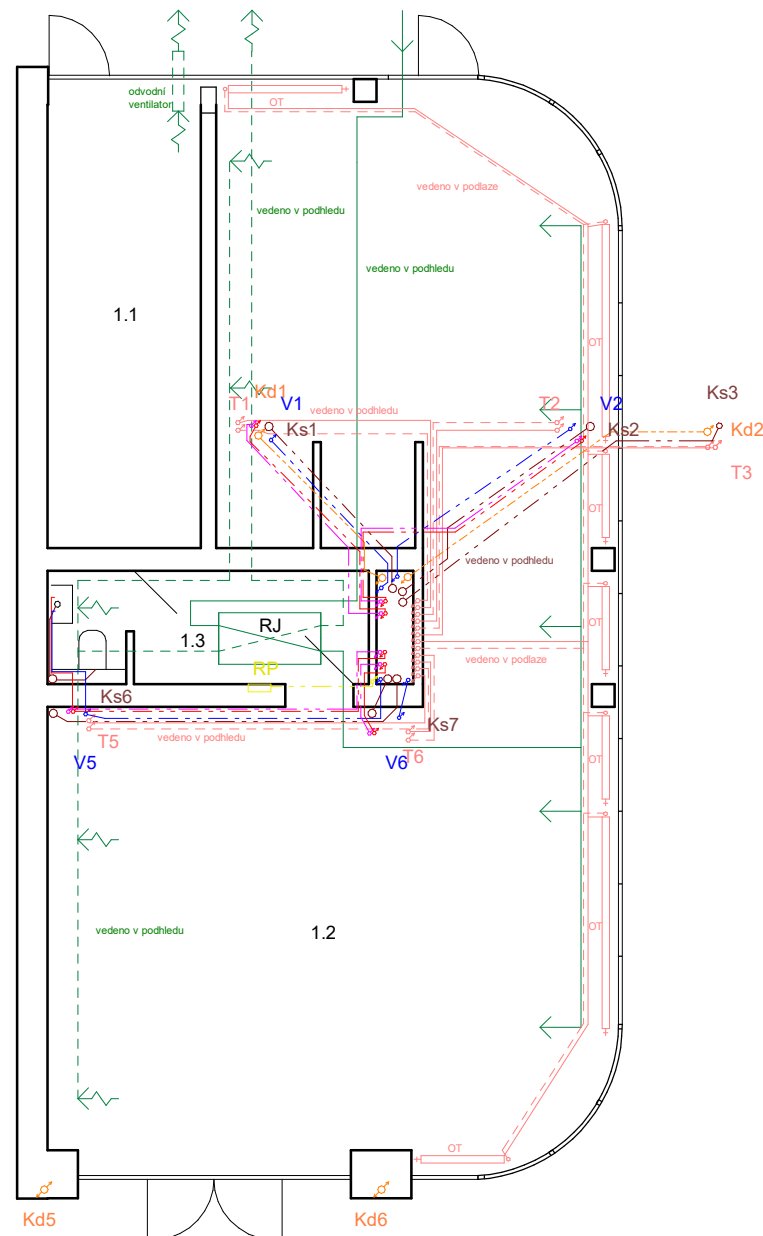 odvodní
ventilator
OT
vedeno v podlaze
vedeno v podhledu
vedeno v podhledu
1.1
OT
Kd1
T1
V1
vedeno v podhledu
T2
V2
Ks3
Ks1
Ks2
Kd2
T3
OT
vedeno v podhledu
OT
RJ
1.3
vedeno v podlaze
RP
Ks6
Ks7
T5
vedeno v podhledu
V5
V6
T6
OT
vedeno v podhledu
1.2
OT
OT
Kd5
Kd6